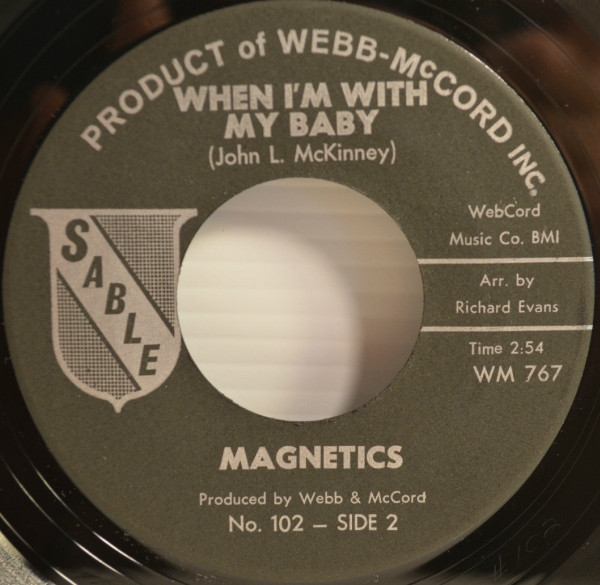 PRODUCT of WEBB-McCORD INC.
WHEN I'M WITH
MY BABY
(John L. McKinney)
SABLE
WebCord
Music Co. BMI
Arr. by
Richard Evans
Time 2:54
WM 767
MAGNETICS
Produced by Webb & McCord
No. 102 – SIDE 2